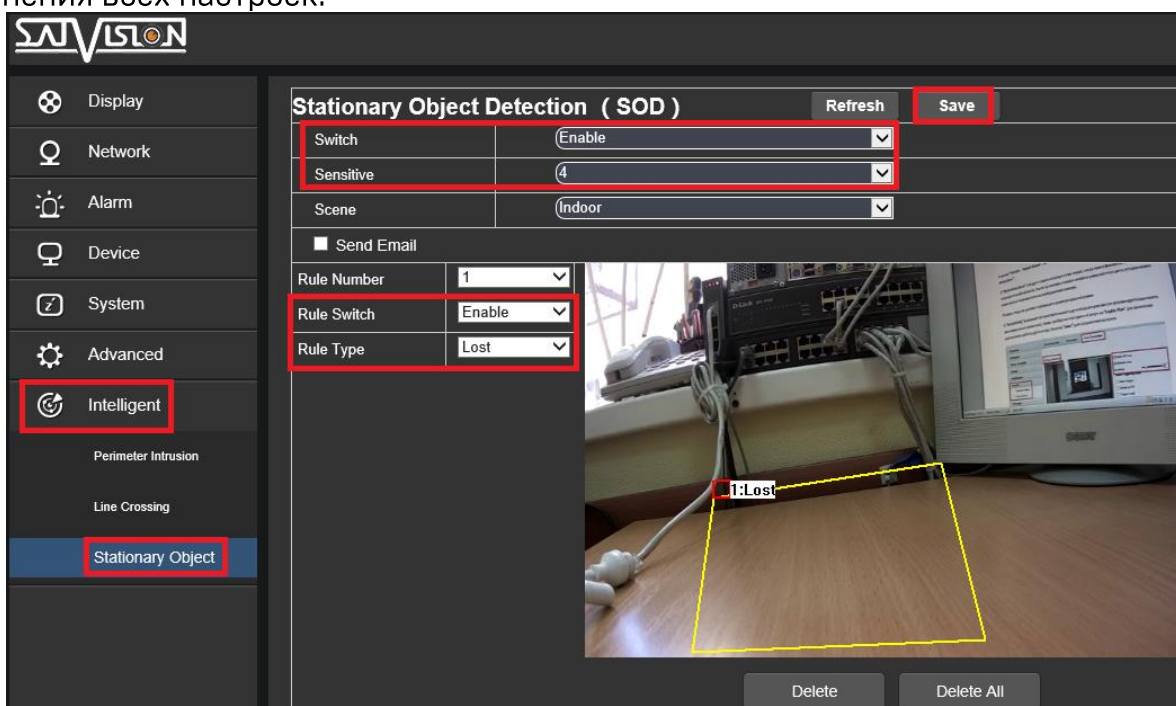 нения всех настроек.
SATVISION
Display
Network
Alarm
Device
System
Advanced
Intelligent
Perimeter Intrusion
Line Crossing
Stationary Object
Stationary Object Detection ( SOD )
Refresh
Save
Switch
Enable
Sensitive
4
Scene
Indoor
Send Email
Rule Number
1
Rule Switch
Enable
Rule Type
Lost
D-Link
1:Lost
SONY
Delete
Delete All